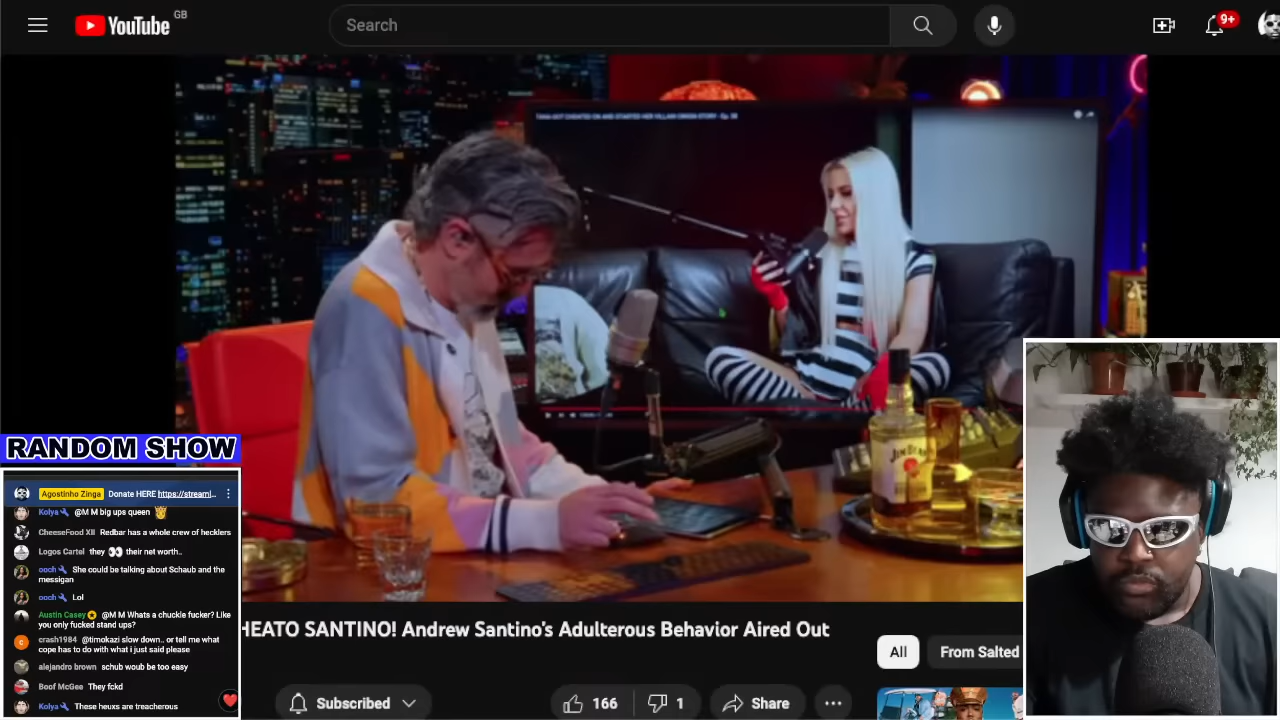 YouTube GB
Search
9+
JIM BEAM
RANDOM SHOW
Agostinho Zinga Donate HERE https://streaml...
Kolya @M M big ups queen
CheeseFood XII Redbar has a whole crew of hecklers
Logos Cartel they 👀 their net worth..
ooch She could be talking about Schaub and the
messigan
ooch Lol
Austin Casey @M M Whats a chuckle fucker? Like
you only fucked stand ups?
crash1984 @timokazi slow down.. or tell me what
cope has to do with what i just said please
alejandro brown schub woub be too easy
Boof McGee They fckd
Kolya These heuxs are treacherous
HEATO SANTINO! Andrew Santino's Adulterous Behavior Aired Out
All
From Salted
Subscribed
166
1
Share